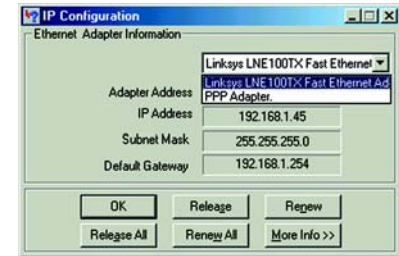 IP Configuration
Ethernet Adapter Information
Linksys LNE100TX Fast Ethernet
Linksys LNE100TX Fast Ethernet Ad
PPP Adapter.
Adapter Address
IP Address 192.168.1.45
Subnet Mask 255.255.255.0
Default Gateway 192.168.1.254
OK Release Renew
Release All Renew All More Info >>